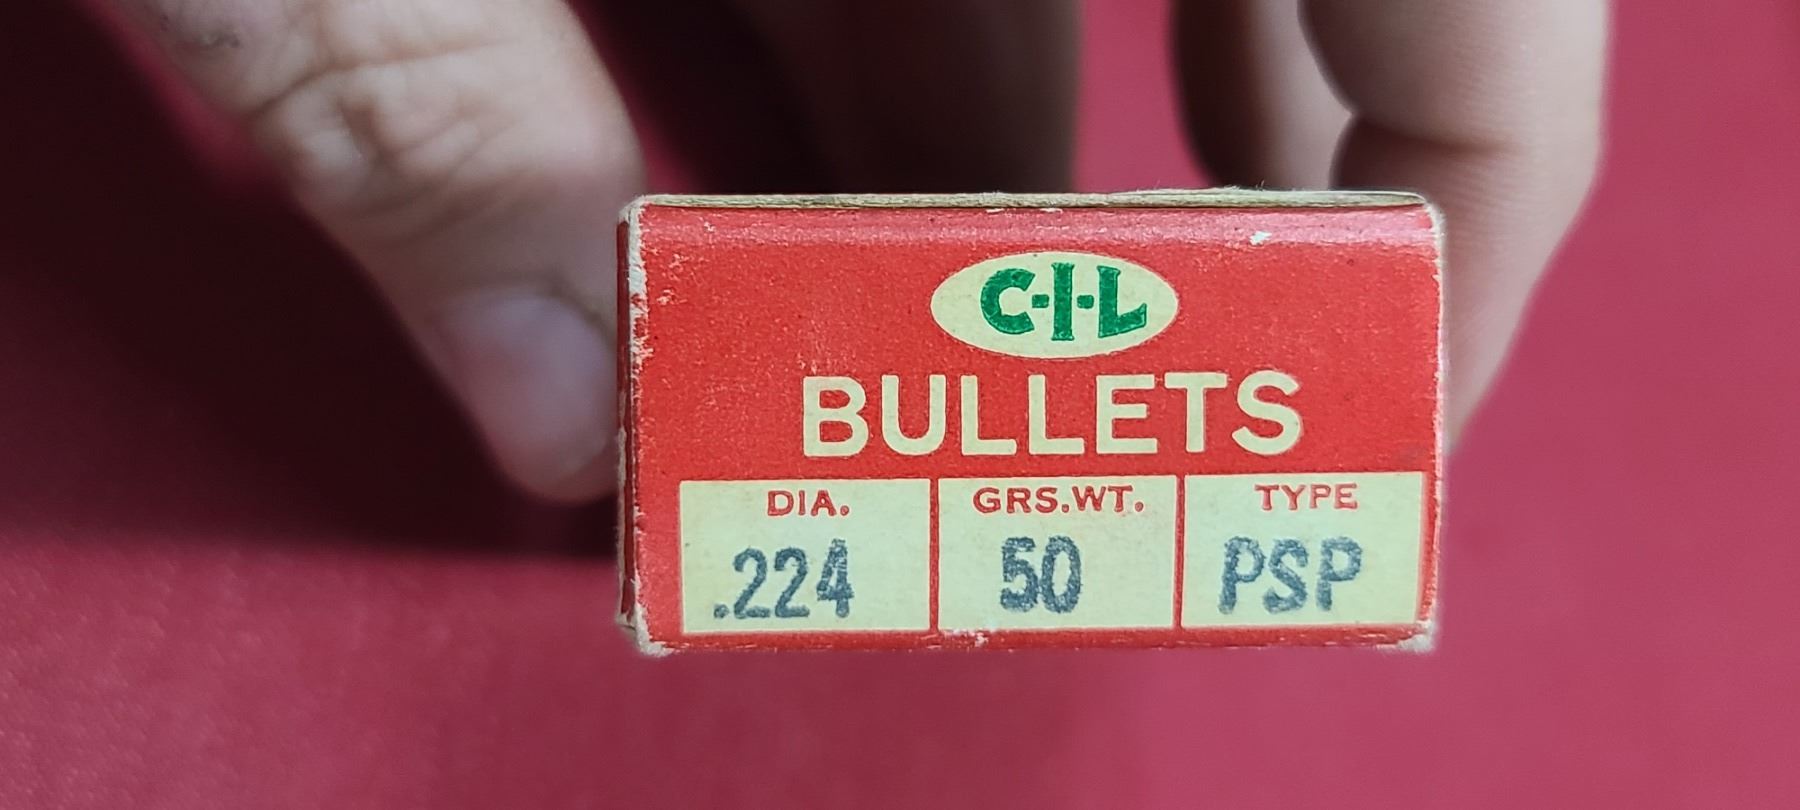 C-I-L
BULLETS
DIA. GRS.WT. TYPE
.224 50 PSP